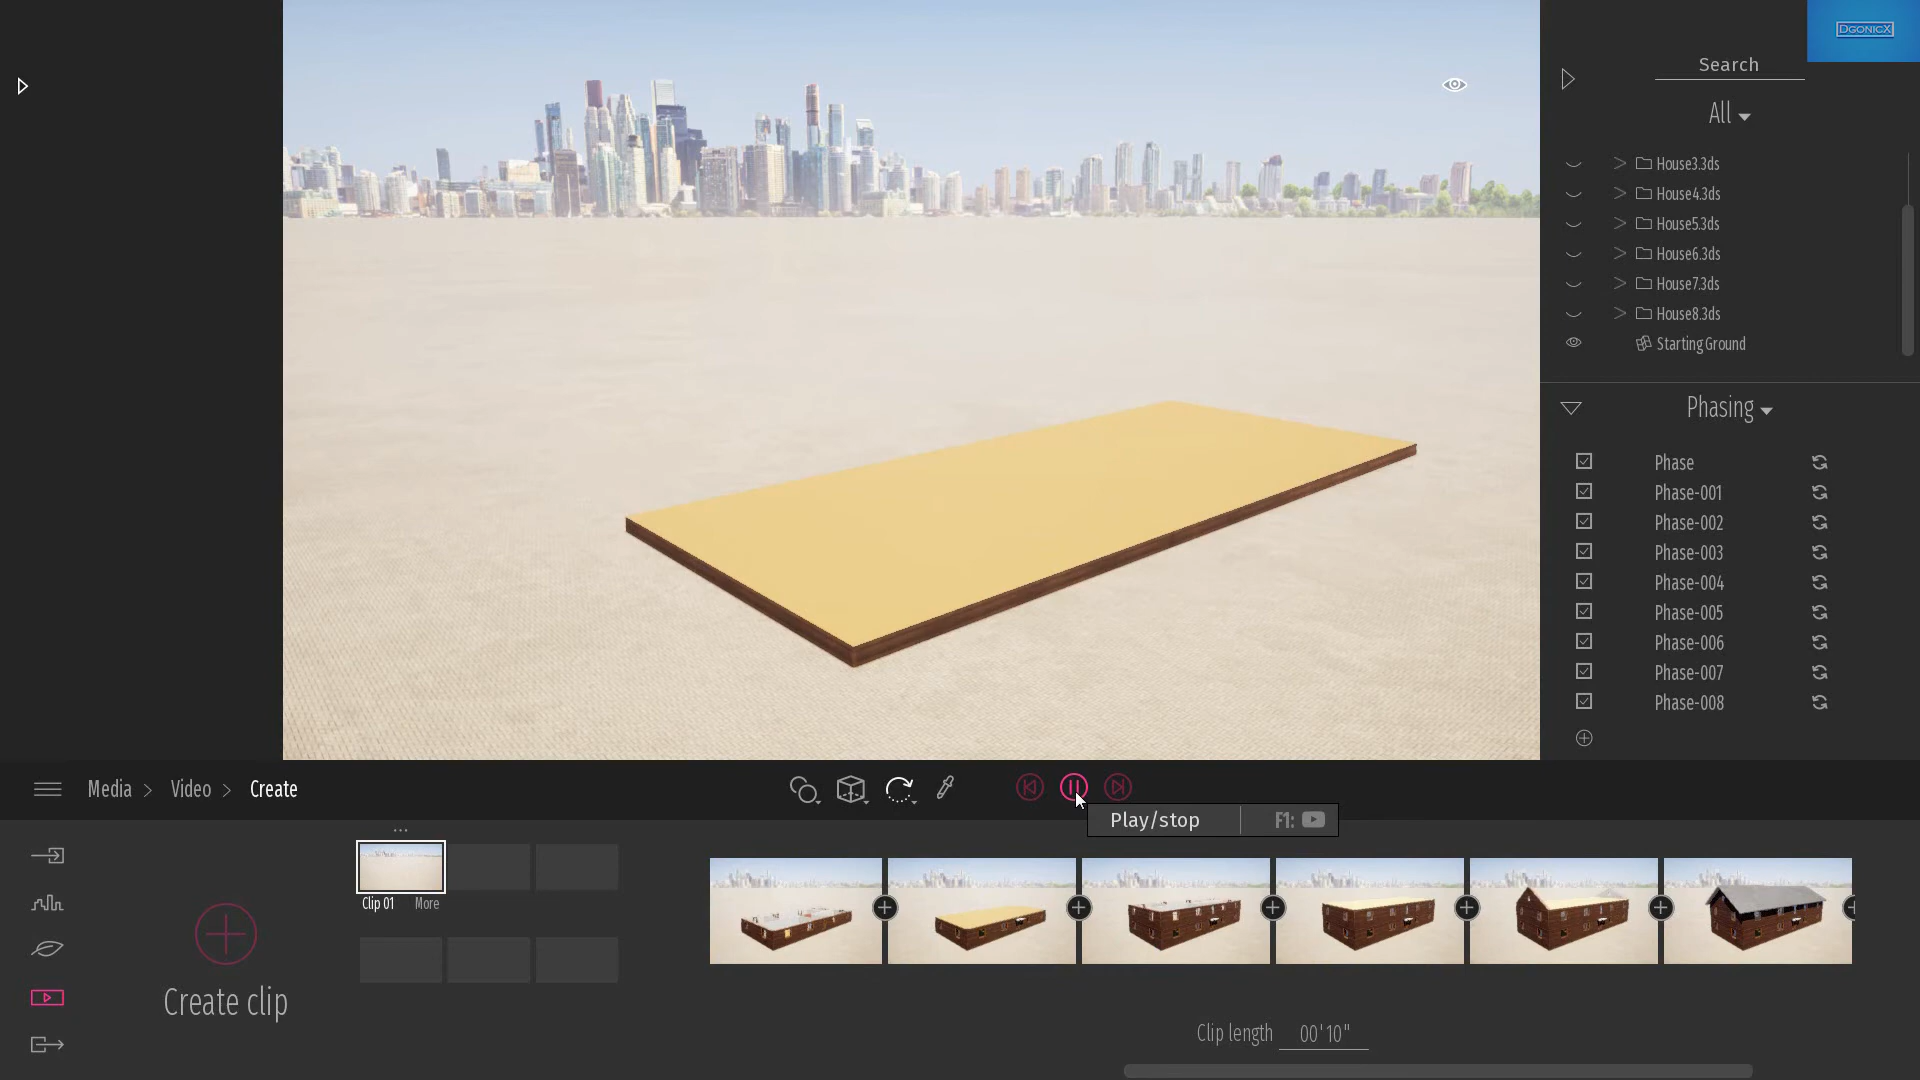 DGONICX
Search
All
House3.3ds
House4.3ds
House5.3ds
House6.3ds
House7.3ds
House8.3ds
StartingGround
Phasing
Phase
Phase-001
Phase-002
Phase-003
Phase-004
Phase-005
Phase-006
Phase-007
Phase-008
Media > Video > Create
Play/stop F1:
Clip 01 More
Create clip
Clip length 00'10"